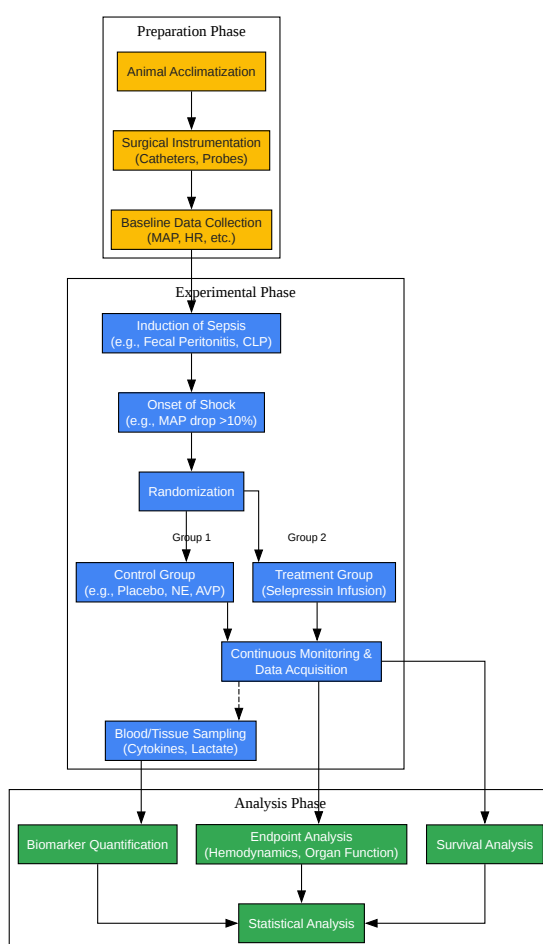 Preparation Phase
Animal Acclimatization
Surgical Instrumentation
(Catheters, Probes)
Baseline Data Collection
(MAP, HR, etc.)
Experimental Phase
Induction of Sepsis
(e.g., Fecal Peritonitis, CLP)
Onset of Shock
(e.g., MAP drop >10%)
Randomization
Group 1
Group 2
Control Group
(e.g., Placebo, NE, AVP)
Treatment Group
(Selepressin Infusion)
Continuous Monitoring &
Data Acquisition
Blood/Tissue Sampling
(Cytokines, Lactate)
Analysis Phase
Biomarker Quantification
Endpoint Analysis
(Hemodynamics, Organ Function)
Survival Analysis
Statistical Analysis